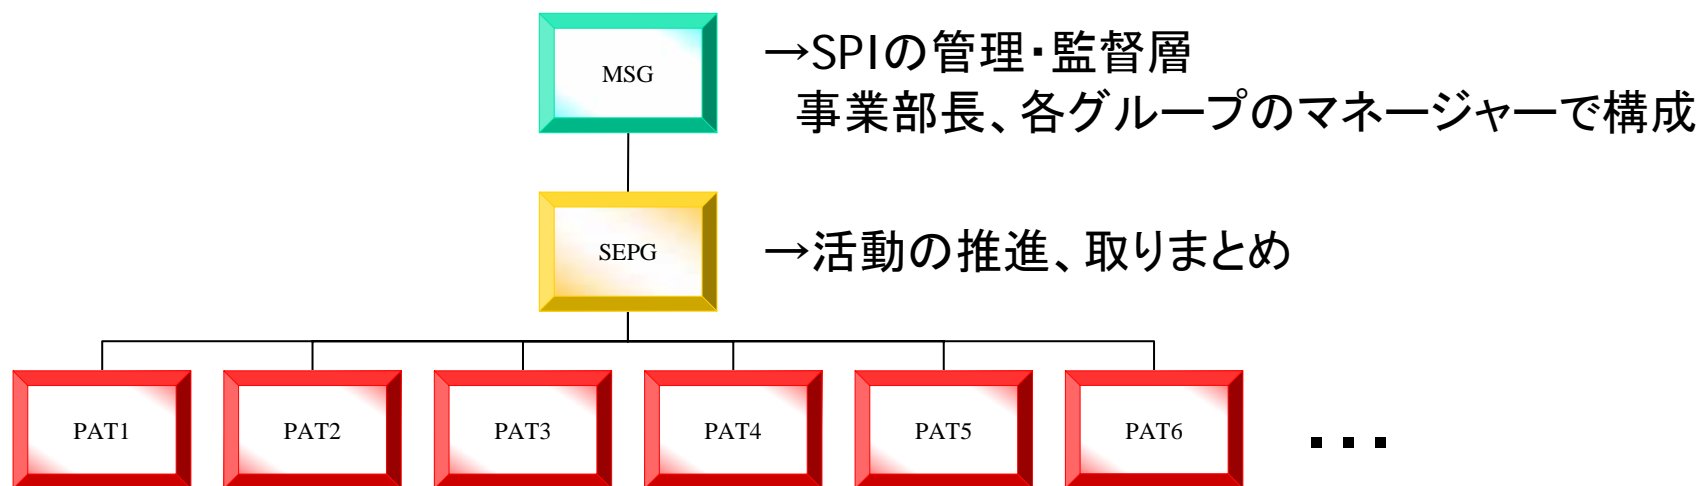 MSG
→SPIの管理・監督層
事業部長、各グループのマネージャーで構成
SEPG
→活動の推進、取りまとめ
PAT1 PAT2 PAT3 PAT4 PAT5 PAT6 ・・・